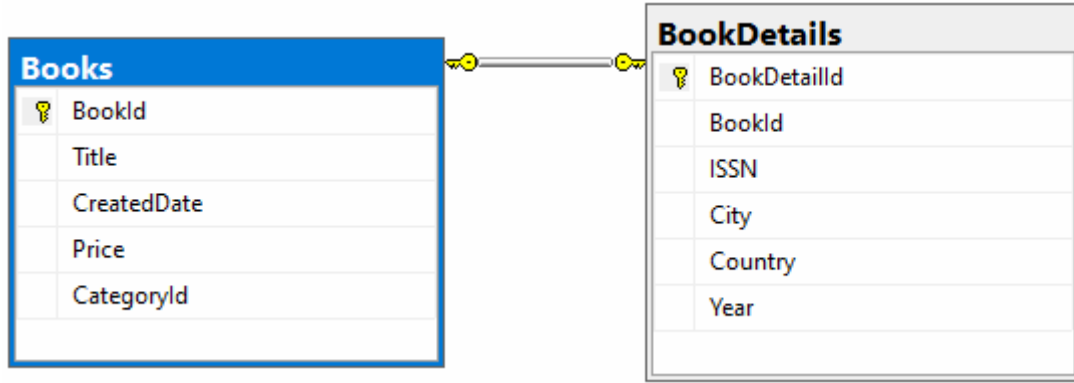 Books
BookId
Title
CreatedDate
Price
CategoryId
BookDetails
BookDetailId
BookId
ISSN
City
Country
Year